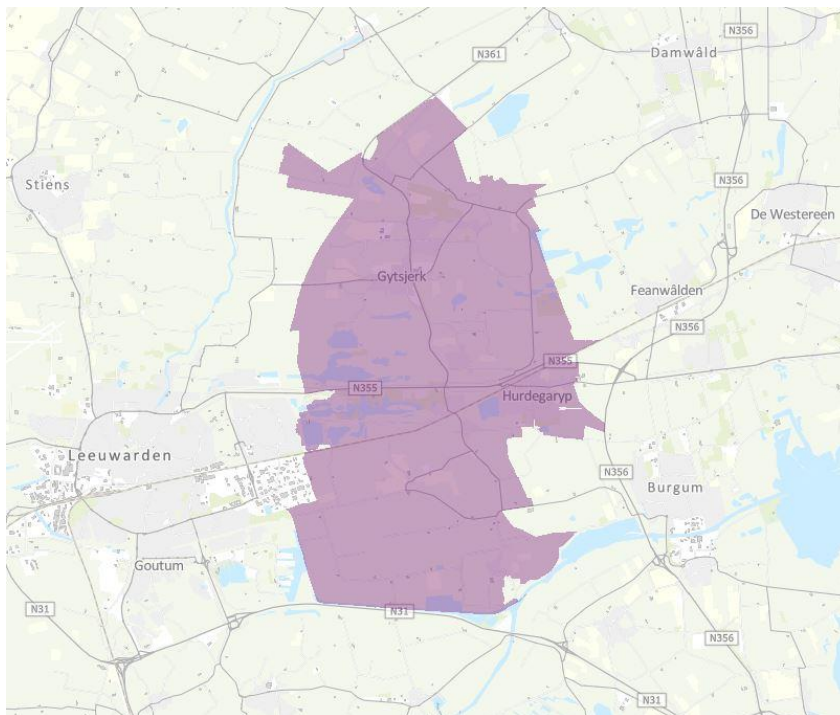 N356
N361
Damwâld
Stiens
N356
De Westereen
Gytsjerk
Feanwâlden
N356
N355
N355
Hurdegaryp
Leeuwarden
N356
Burgum
Goutum
N31
N31
N356
N31